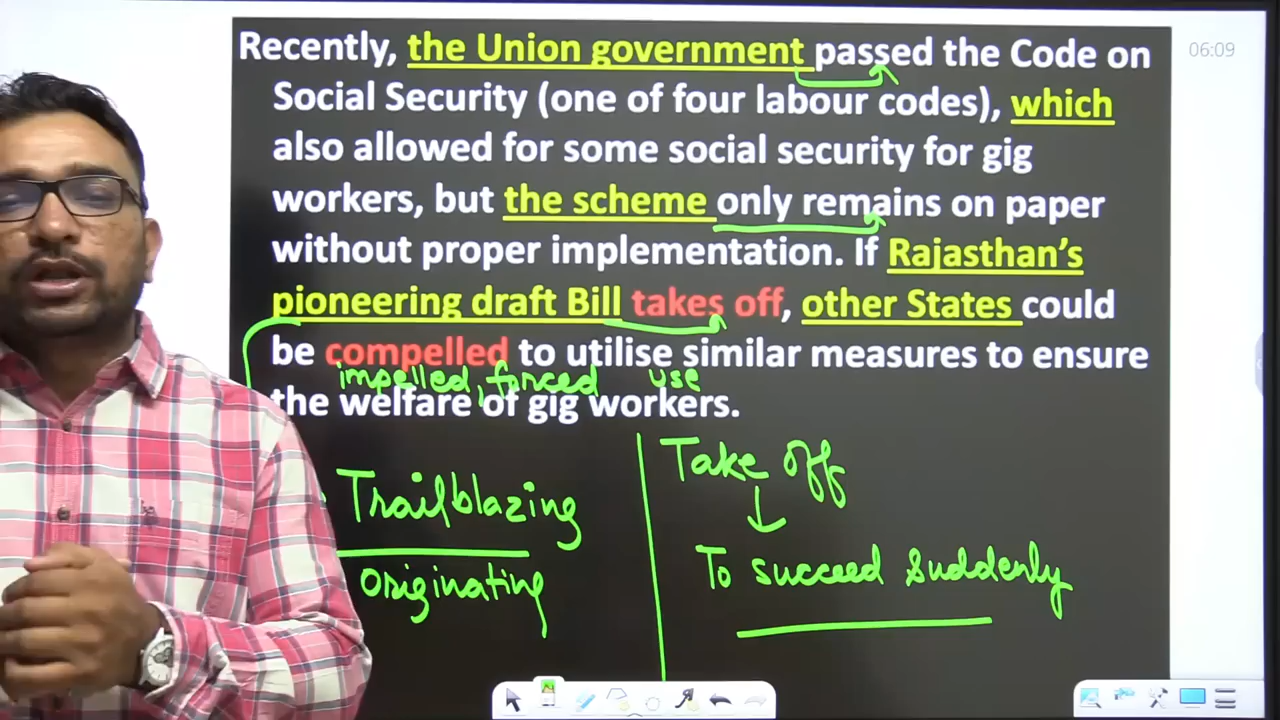 Recently, the Union government passed the Code on
06:09
Social Security (one of four labour codes), which
also allowed for some social security for gig
workers, but the scheme only remains on paper
without proper implementation. If Rajasthan's
pioneering draft Bill takes off, other States could
be compelled to utilise similar measures to ensure
impelled, forced use
the welfare of gig workers.
Trailblazing
originating
Take off
To succeed suddenly